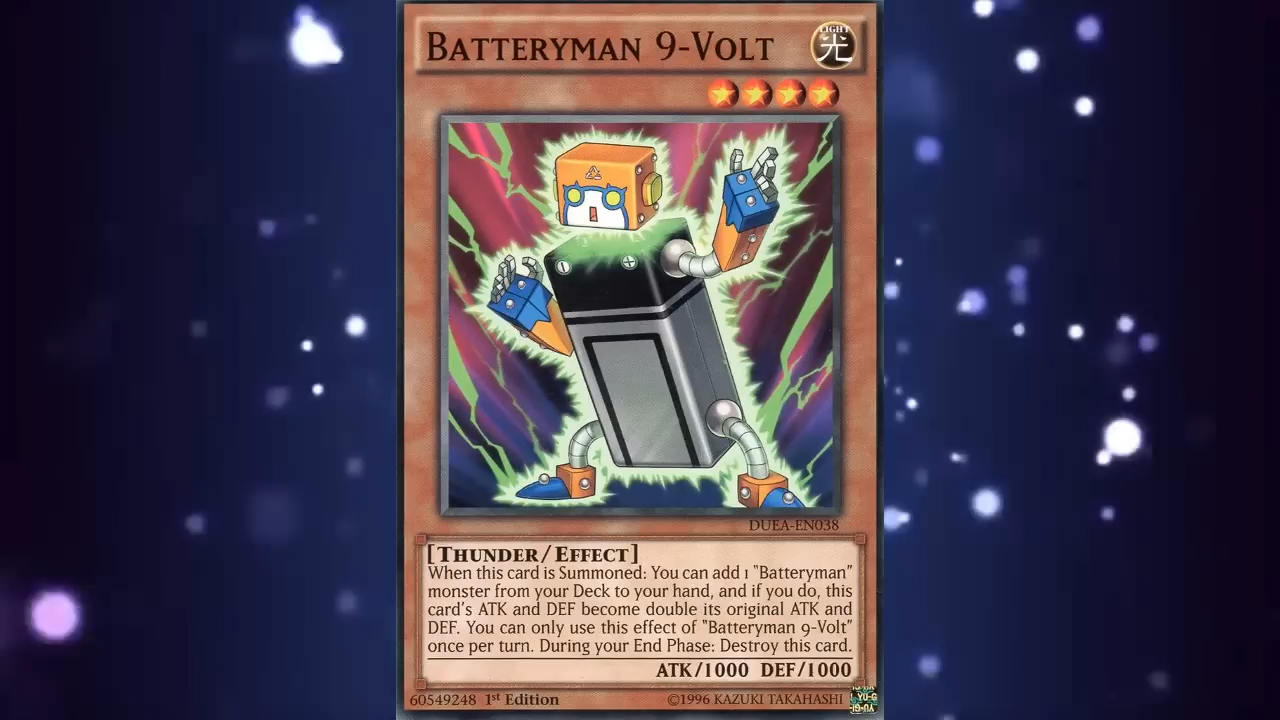 BATTERYMAN 9-VOLT
LIGHT
光
DUEA-EN038
[THUNDER/EFFECT]
When this card is Summoned: You can add 1 "Batteryman"
monster from your Deck to your hand, and if you do, this
card's ATK and DEF become double its original ATK and
DEF. You can only use this effect of "Batteryman 9-Volt"
once per turn. During your End Phase: Destroy this card.
ATK/1000 DEF/1000
60549248 1st Edition ©1996 KAZUKI TAKAHASHI